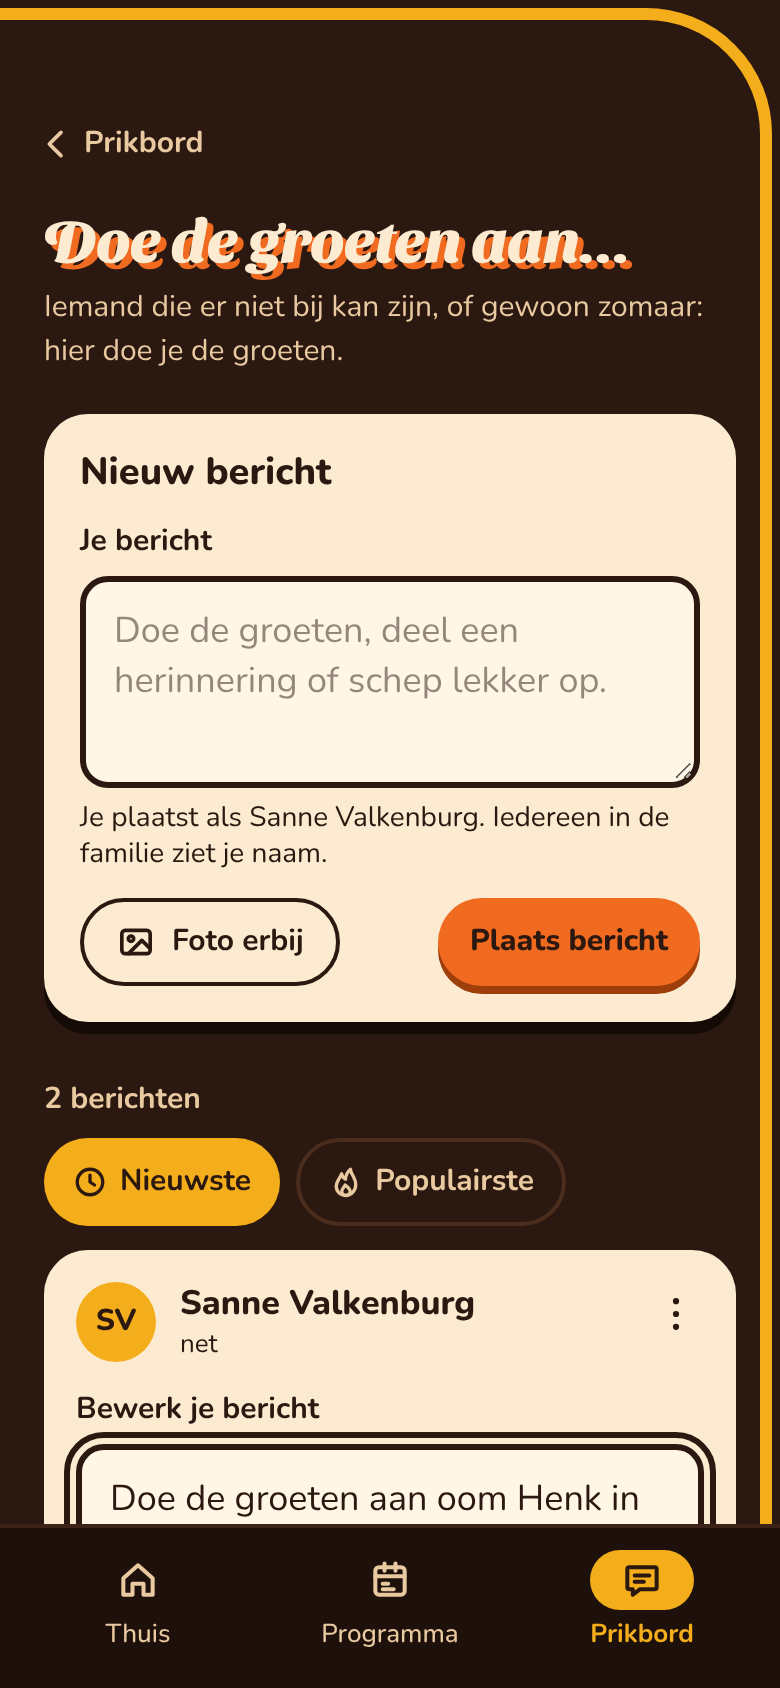 Prikbord
Doe de groeten aan...
Iemand die er niet bij kan zijn, of gewoon zomaar:
hier doe je de groeten.
Nieuw bericht
Je bericht
Doe de groeten, deel een
herinnering of schep lekker op.
Je plaatst als Sanne Valkenburg. Iedereen in de
familie ziet je naam.
Foto erbij
Plaats bericht
2 berichten
Nieuwste
Populairste
SV
Sanne Valkenburg
net
Bewerk je bericht
Doe de groeten aan oom Henk in
Thuis
Programma
Prikbord